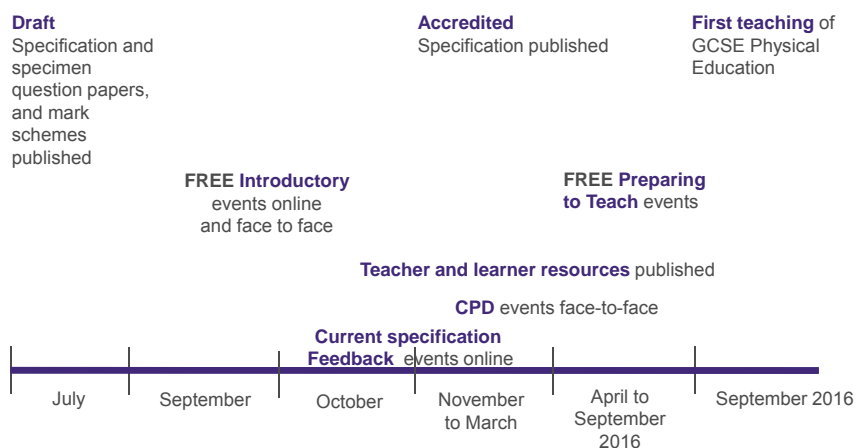 Draft
Specification and
specimen
question papers,
and mark
schemes
published
Accredited
Specification published
First teaching of
GCSE Physical
Education
FREE Introductory
events online
and face to face
FREE Preparing
to Teach events
Teacher and learner resources published
CPD events face-to-face
Current specification
Feedback events online
July
September
October
November
to March
April to
September
2016
September 2016